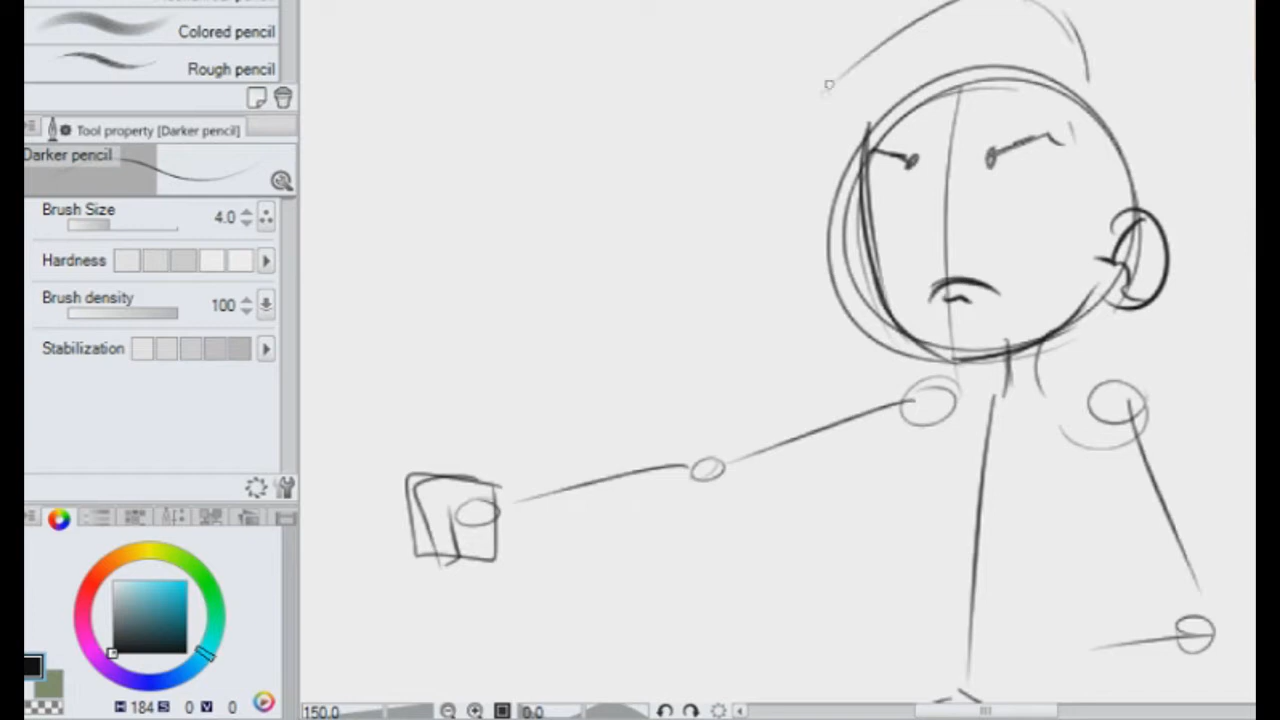 Colored pencil
Rough pencil
Tool property [Darker pencil]
Darker pencil
Brush Size 4.0
Hardness
Brush density 100
Stabilization
H 184 S 0 V 0
150.0 0.0